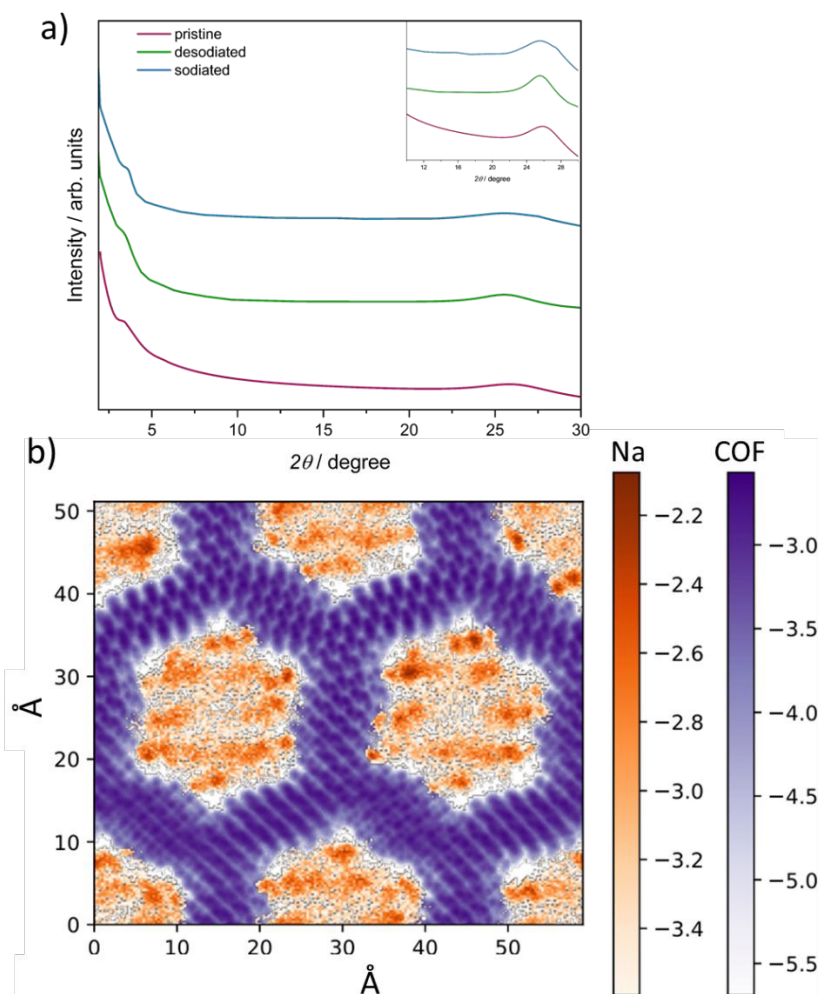 a)
pristine
desodiated
sodiated
12 16 20 24 28
2θ / degree
Intensity / arb. units
5 10 15 20 25 30
2θ / degree
b)
Na COF
50
40
30
20
10
0
Å
0 10 20 30 40 50
Å
−2.2
−2.4
−2.6
−2.8
−3.0
−3.2
−3.4
−3.0
−3.5
−4.0
−4.5
−5.0
−5.5